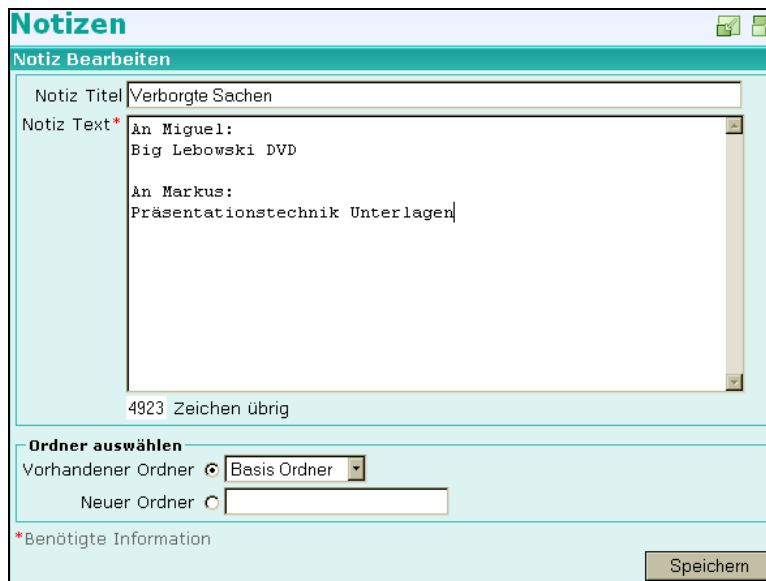 Notizen
Notiz Bearbeiten
Notiz Titel Verborgte Sachen
Notiz Text* An Miguel:
Big Lebowski DVD
An Markus:
Präsentationstechnik Unterlagen
4923 Zeichen übrig
Ordner auswählen
Vorhandener Ordner Basis Ordner
Neuer Ordner
*Benötigte Information
Speichern